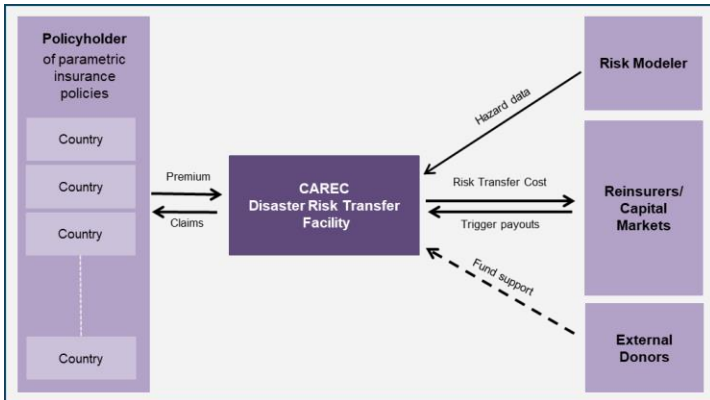 Policyholder
of parametric
insurance
policies
Country
Country
Country
Country
Premium
Claims
CAREC
Disaster Risk Transfer
Facility
Hazard data
Risk Transfer Cost
Trigger payouts
Fund support
Risk Modeler
Reinsurers/
Capital
Markets
External
Donors